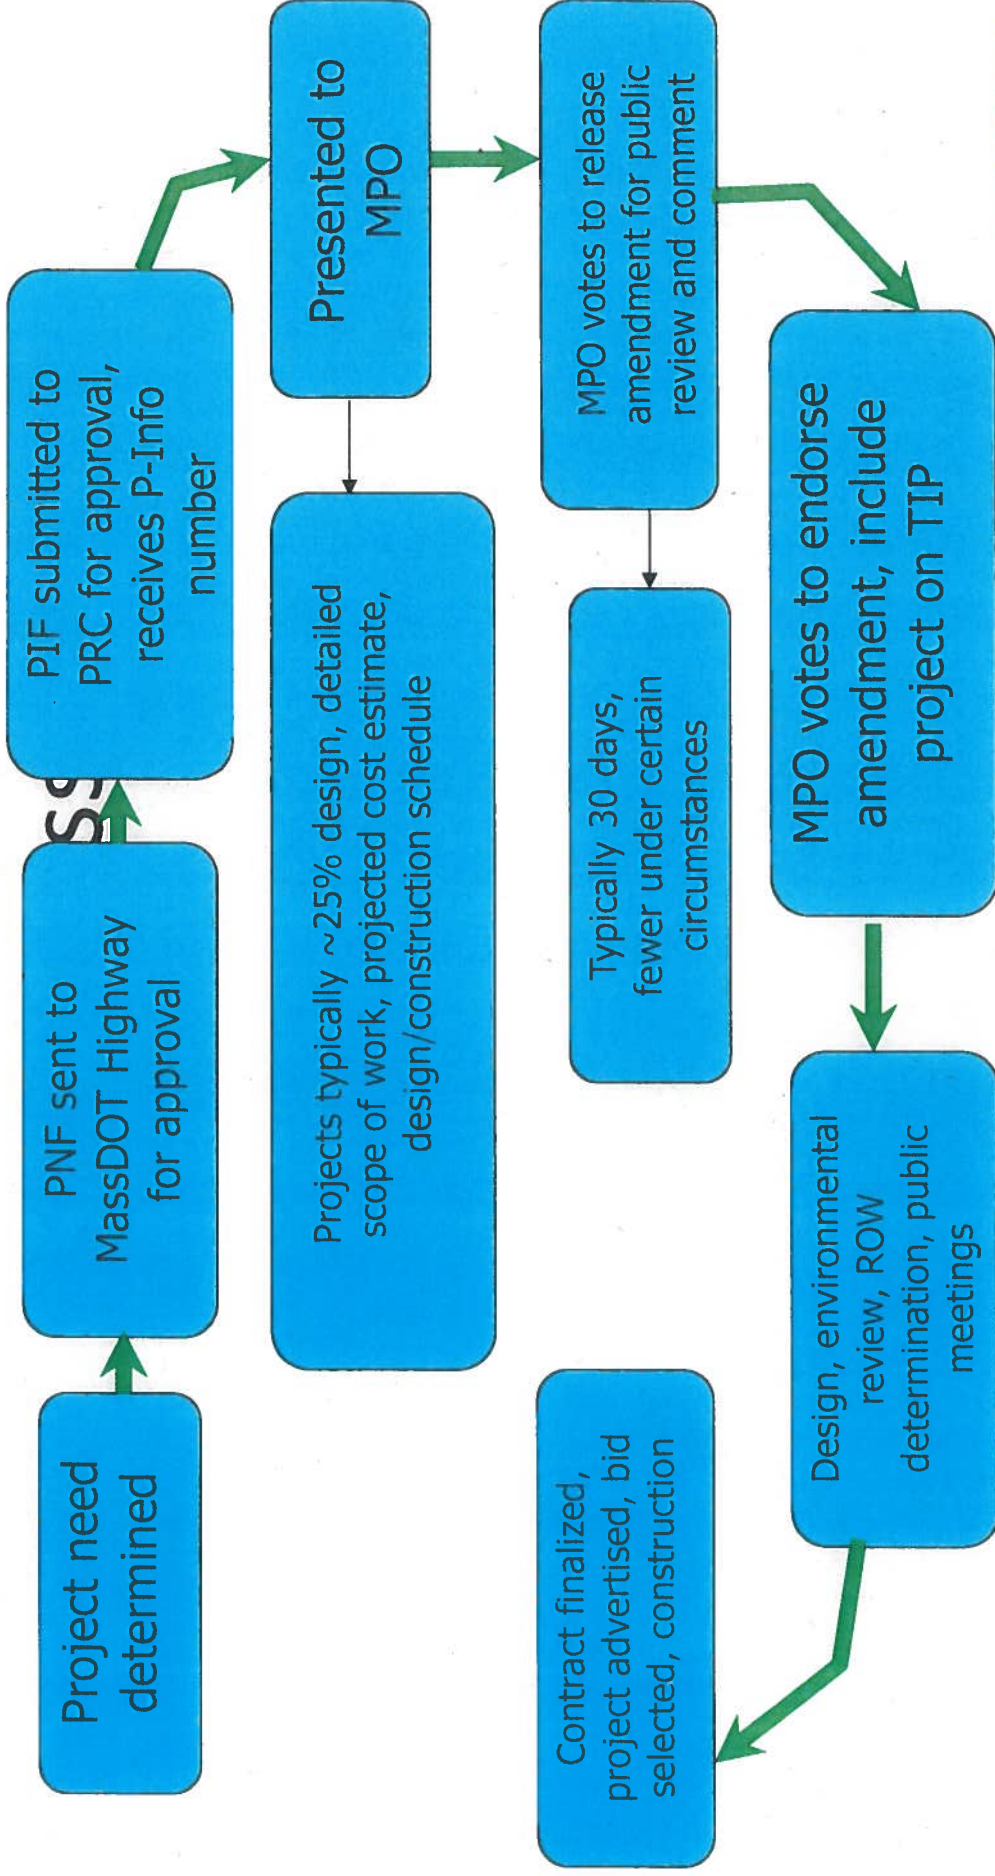 Project need
determined
PNF sent to
MassDOT Highway
for approval
ss
PIF submitted to
PRC for approval,
receives P-Info
number
Presented to
MPO
Projects typically ~25% design, detailed
scope of work, projected cost estimate,
design/construction schedule
MPO votes to release
amendment for public
review and comment
Typically 30 days,
fewer under certain
circumstances
MPO votes to endorse
amendment, include
project on TIP
Design, environmental
review, ROW
determination, public
meetings
Contract finalized,
project advertised, bid
selected, construction